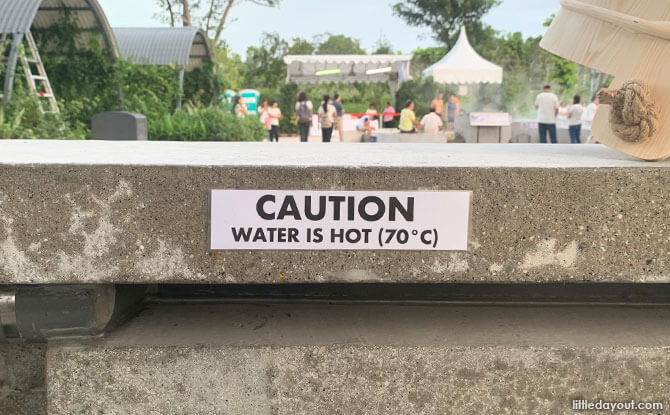 CAUTION
WATER IS HOT (70°C)
littledayout.com